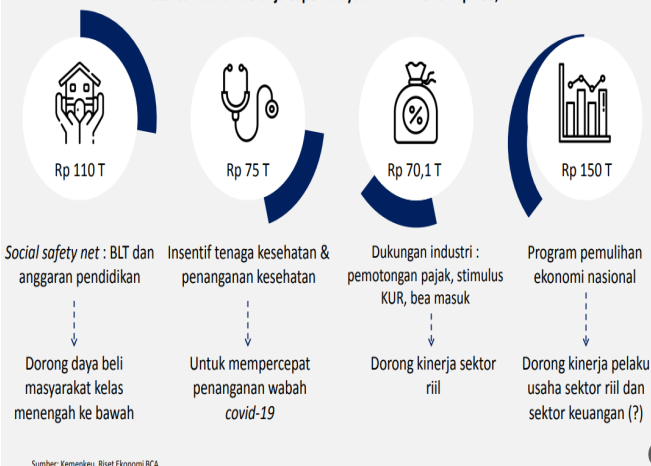 Rp 110 T
Rp 75 T
Rp 70,1 T
Rp 150 T
Social safety net : BLT dan
anggaran pendidikan
Insentif tenaga kesehatan &
penanganan kesehatan
Dukungan industri :
pemotongan pajak, stimulus
KUR, bea masuk
Program pemulihan
ekonomi nasional
Dorong daya beli
masyarakat kelas
menengah ke bawah
Untuk mempercepat
penanganan wabah
covid-19
Dorong kinerja sektor
riil
Dorong kinerja pelaku
usaha sektor riil dan
sektor keuangan (?)
Sumber: Kemenkeu, Riset Ekonomi BCA